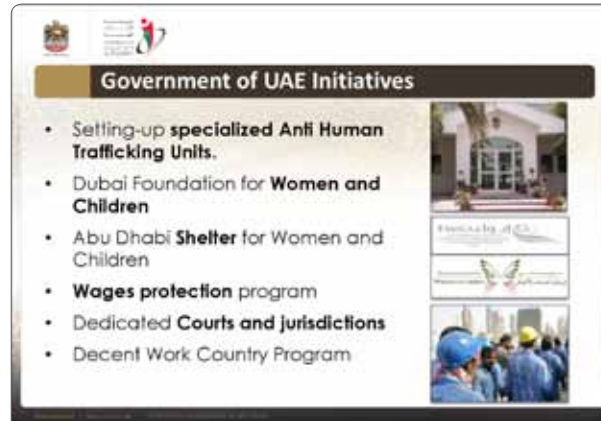 Government of UAE Initiatives
• Setting-up specialized Anti Human
Trafficking Units.
• Dubai Foundation for Women and
Children
• Abu Dhabi Shelter for Women and
Children
• Wages protection program
• Dedicated Courts and jurisdictions
• Decent Work Country Program